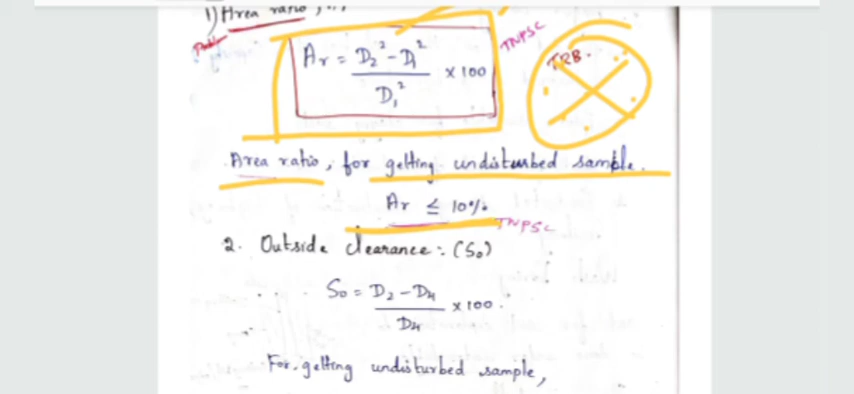 1) Area ratio
TNPSC
Ar = D₂² - D₁² / D₁² x 100
TRB.
Area ratio, for getting undisturbed sample.
Ar ≤ 10%.
TNPSC
2. Outside clearance : (So)
So = D₂ - D₄ / D₄ x 100.
For getting undisturbed sample,